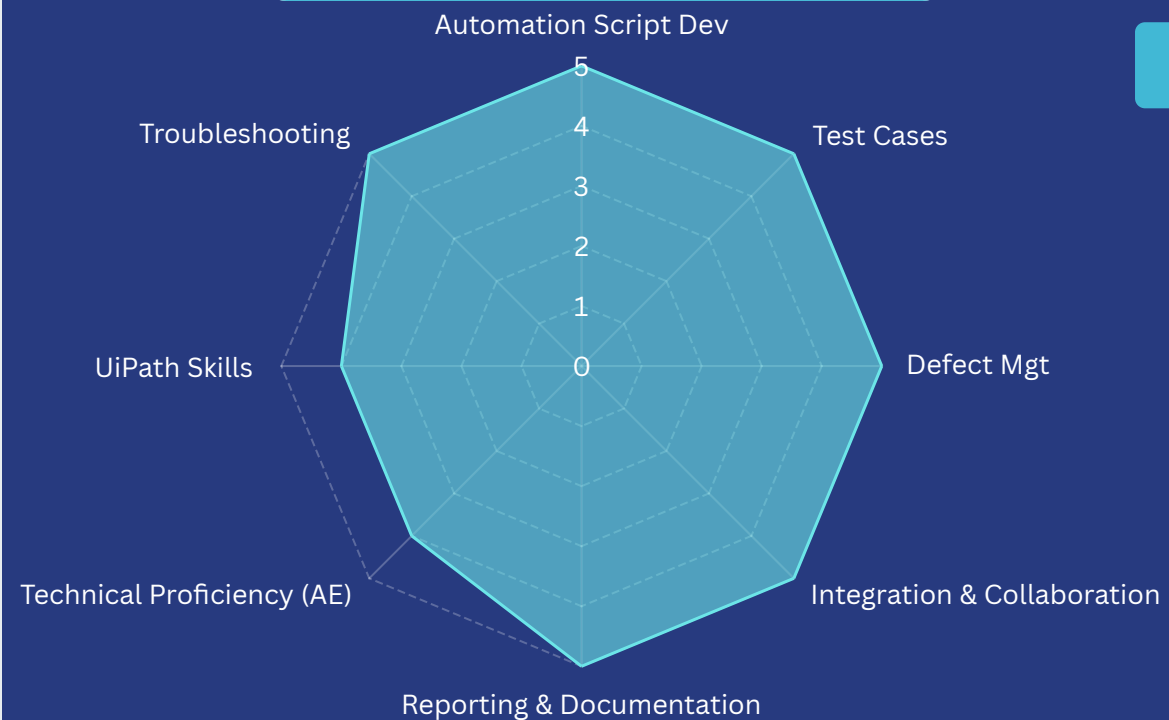 Automation Script Dev
5
Troubleshooting
Test Cases
4
3
2
1
UiPath Skills
0
Defect Mgt
Technical Proficiency (AE)
Integration & Collaboration
Reporting & Documentation